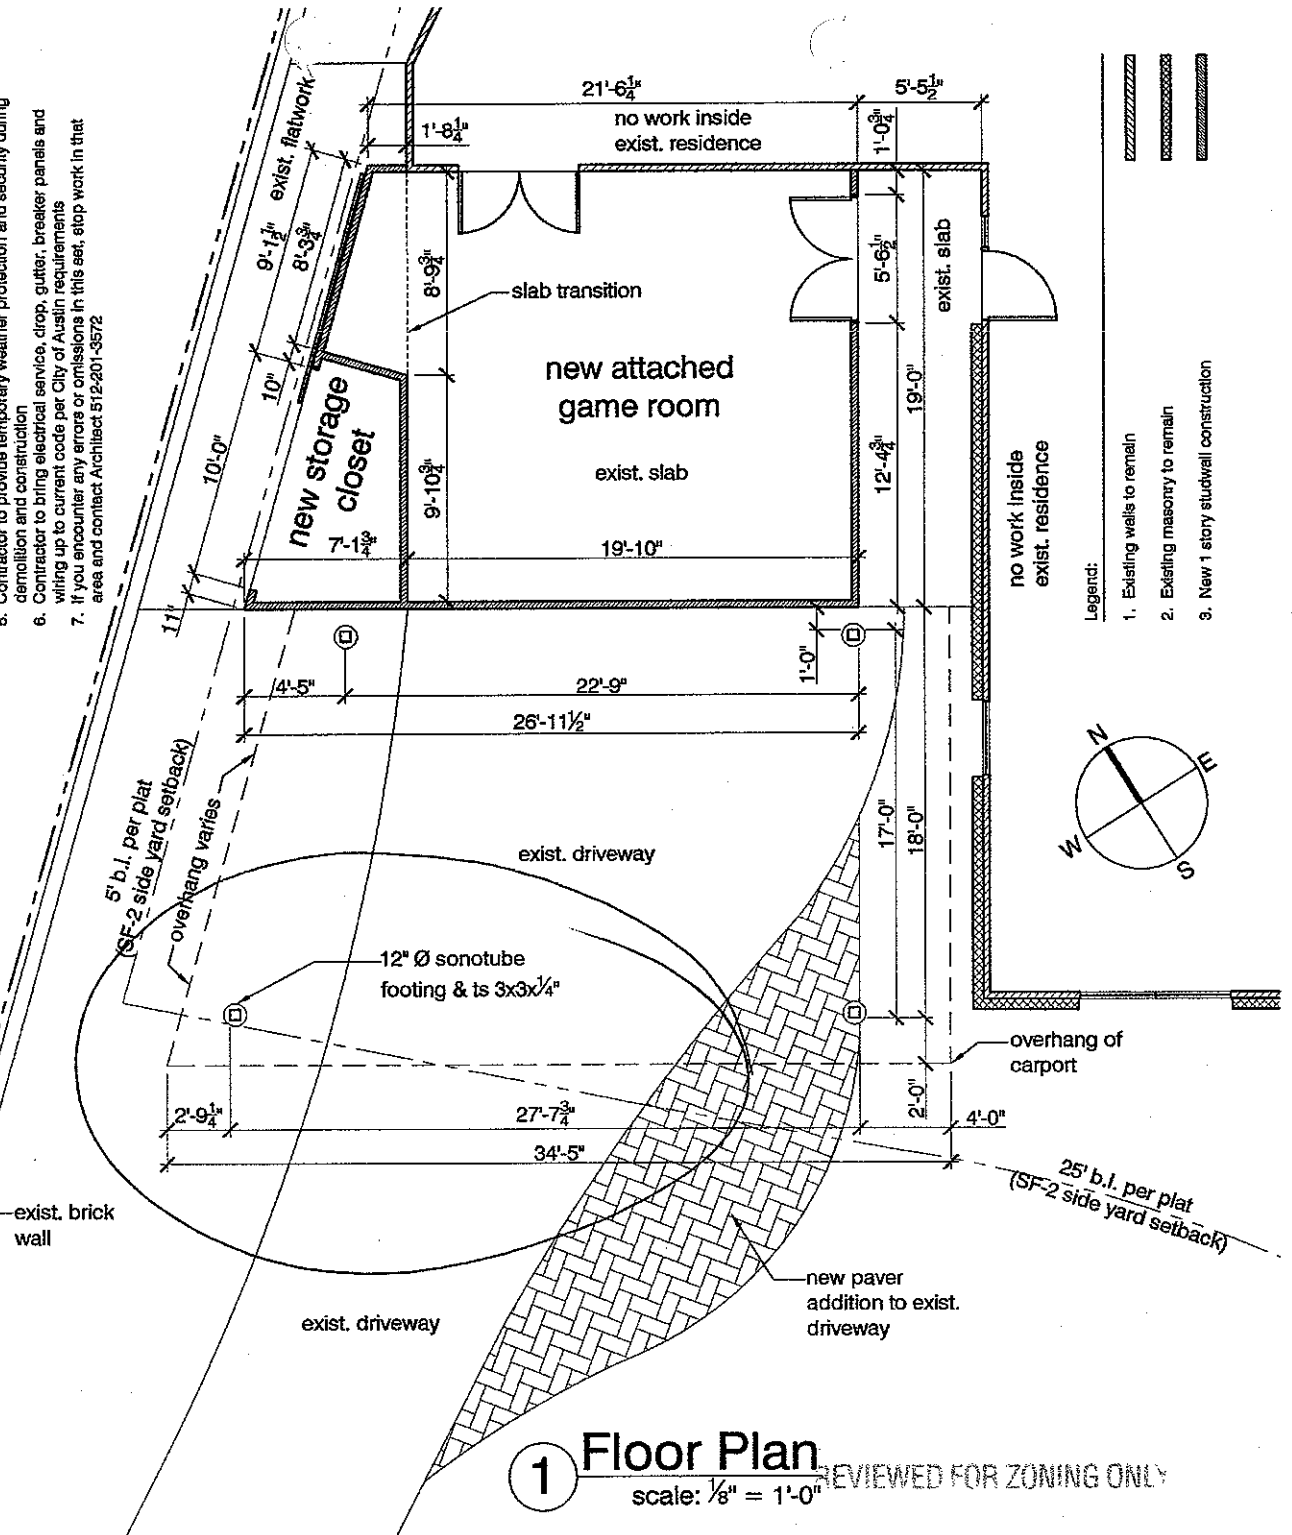 5. Contractor to provide temporary weather protection and security during
demolition and construction
6. Contractor to bring electrical service, drop, gutter, breaker panels and
wiring up to current code per City of Austin requirements
7. If you encounter any errors or omissions in this set, stop work in that
area and contact Architect 512-201-3572
exist. flatwork
21'-6¼"
5'-5½"
no work inside
exist. residence
1'-8¼"
1'-0¾"
9'-1½"
8'-3¾"
8'-9¾"
slab transition
5'-6½"
exist. slab
new attached
game room
exist. slab
19'-0"
12'-4¾"
10"
new storage
closet
10'-0"
9'-10¾"
7'-1¾"
19'-10"
11"
no work inside
exist. residence
Legend:
1. Existing walls to remain
2. Existing masonry to remain
3. New 1 story studwall construction
4'-5"
22'-9"
1'-0"
26'-11½"
N
E
W
S
5' b.l. per plat
(SF-2 side yard setback)
overhang varies
exist. driveway
17'-0"
18'-0"
12" Ø sonotube
footing & ts 3x3x¼"
overhang of
carport
2'-9¼"
27'-7¾"
2'-0"
4'-0"
34'-5"
25' b.l. per plat
(SF-2 side yard setback)
exist. brick
wall
new paver
addition to exist.
driveway
exist. driveway
1
Floor Plan
scale: ⅛" = 1'-0"
REVIEWED FOR ZONING ONLY